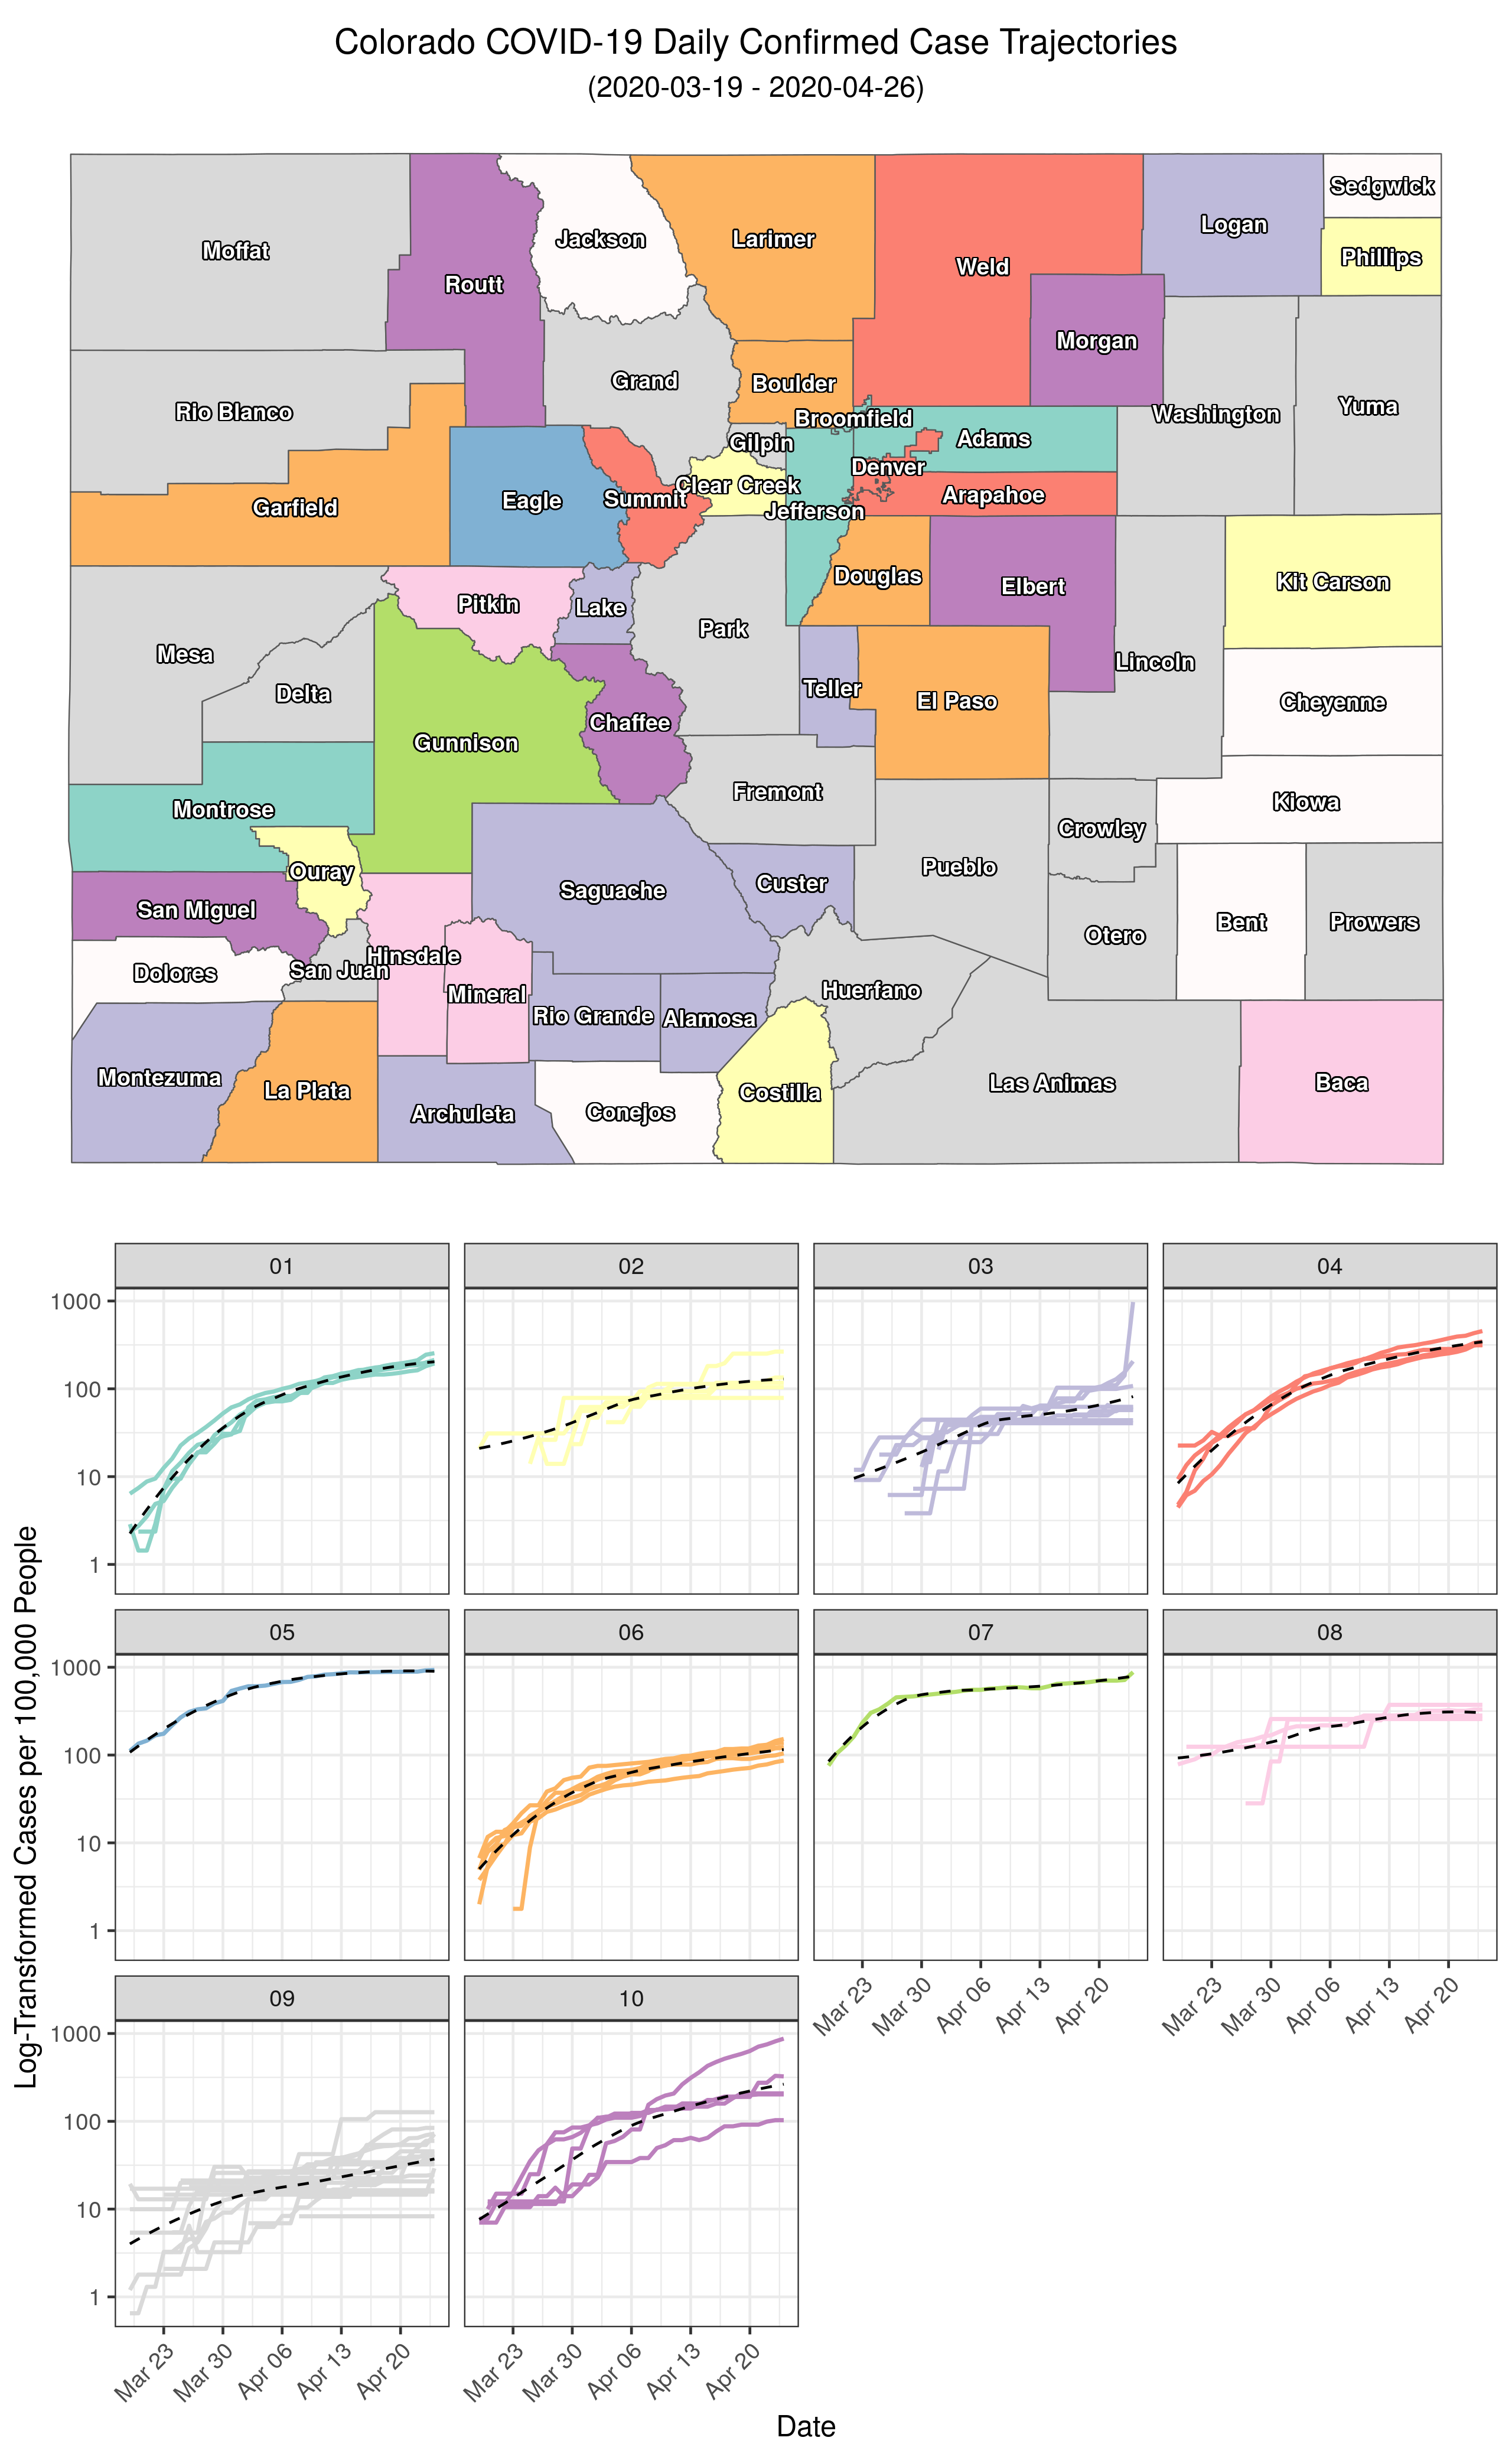 Colorado COVID-19 Daily Confirmed Case Trajectories
(2020-03-19 - 2020-04-26)
Sedgwick
Logan
Moffat
Jackson
Larimer
Phillips
Weld
Routt
Morgan
Grand
Boulder
Yuma
Rio Blanco
Broomfield
Washington
Gilpin
Adams
Denver
Clear Creek
Garfield
Eagle
Summit
Arapahoe
Jefferson
Douglas
Elbert
Kit Carson
Pitkin
Lake
Park
Mesa
Lincoln
Delta
Teller
El Paso
Cheyenne
Gunnison
Chaffee
Fremont
Kiowa
Montrose
Crowley
Ouray
Pueblo
Saguache
Custer
San Miguel
Bent
Prowers
Otero
Hinsdale
Dolores
San Juan
Mineral
Huerfano
Rio Grande
Alamosa
Montezuma
La Plata
Las Animas
Baca
Costilla
Archuleta
Conejos
01 02 03 04
1000
100
10
1
05 06 07 08
1000
100
10
1
Mar 23 Mar 30 Apr 06 Apr 13 Apr 20 Mar 23 Mar 30 Apr 06 Apr 13 Apr 20
09 10
1000
100
10
1
Mar 23 Mar 30 Apr 06 Apr 13 Apr 20 Mar 23 Mar 30 Apr 06 Apr 13 Apr 20
Log-Transformed Cases per 100,000 People
Date